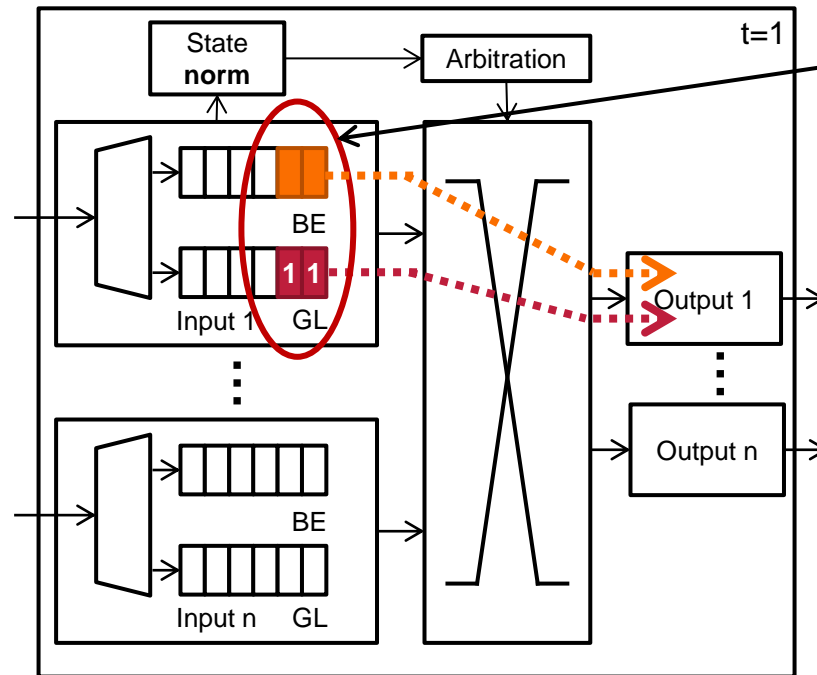 t=1
State
norm
Arbitration
BE
1 1
Input 1 GL
Output 1
Output n
BE
Input n GL